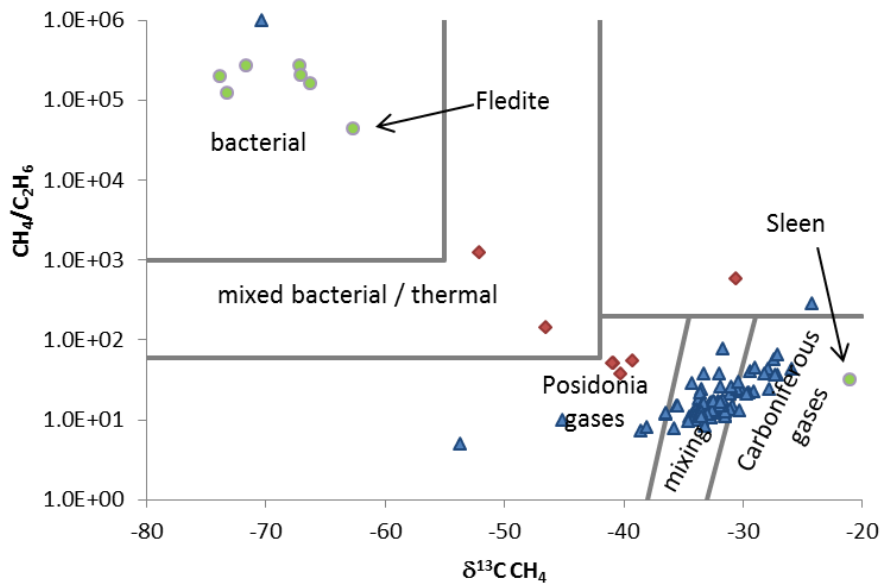 1.0E+06
1.0E+05
1.0E+04
1.0E+03
1.0E+02
1.0E+01
1.0E+00
CH₄/C₂H₆
Fledite
bacterial
Sleen
mixed bacterial / thermal
Posidonia
gases
mixing
Carboniferous
gases
-80
-70
-60
-50
-40
-30
-20
δ¹³C CH₄